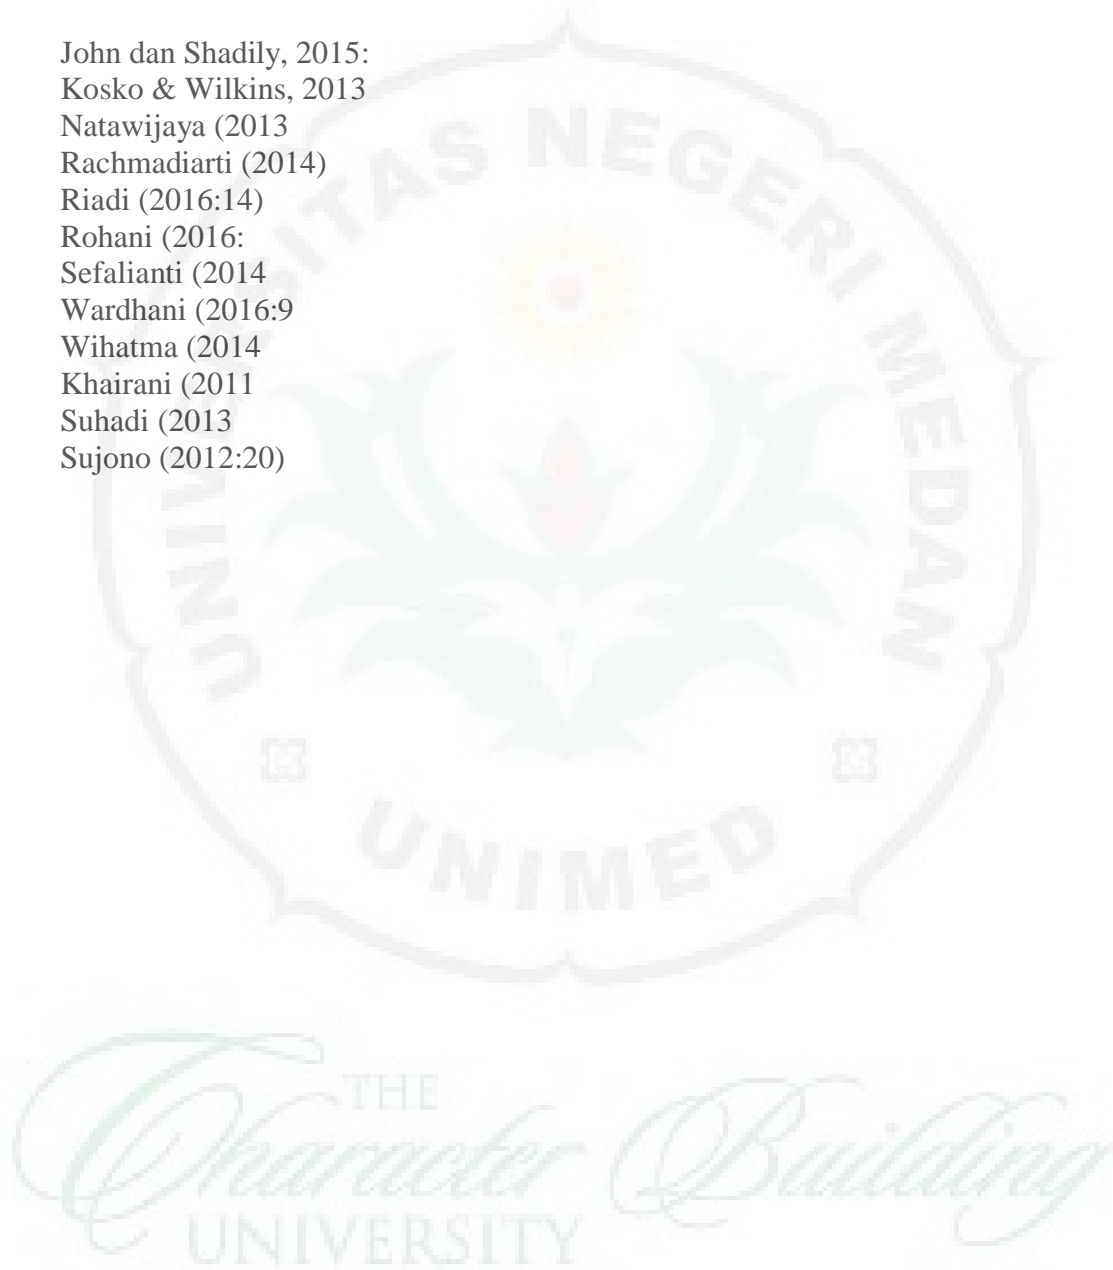 John dan Shadily, 2015:
Kosko & Wilkins, 2013
Natawijaya (2013
Rachmadiarti (2014)
Riadi (2016:14)
Rohani (2016:
Sefalianti (2014
Wardhani (2016:9
Wihatma (2014
Khairani (2011
Suhadi (2013
Sujono (2012:20)
UNIVERSITAS NEGERI MEDAN
UNIMED
THE
Character Building
UNIVERSITY